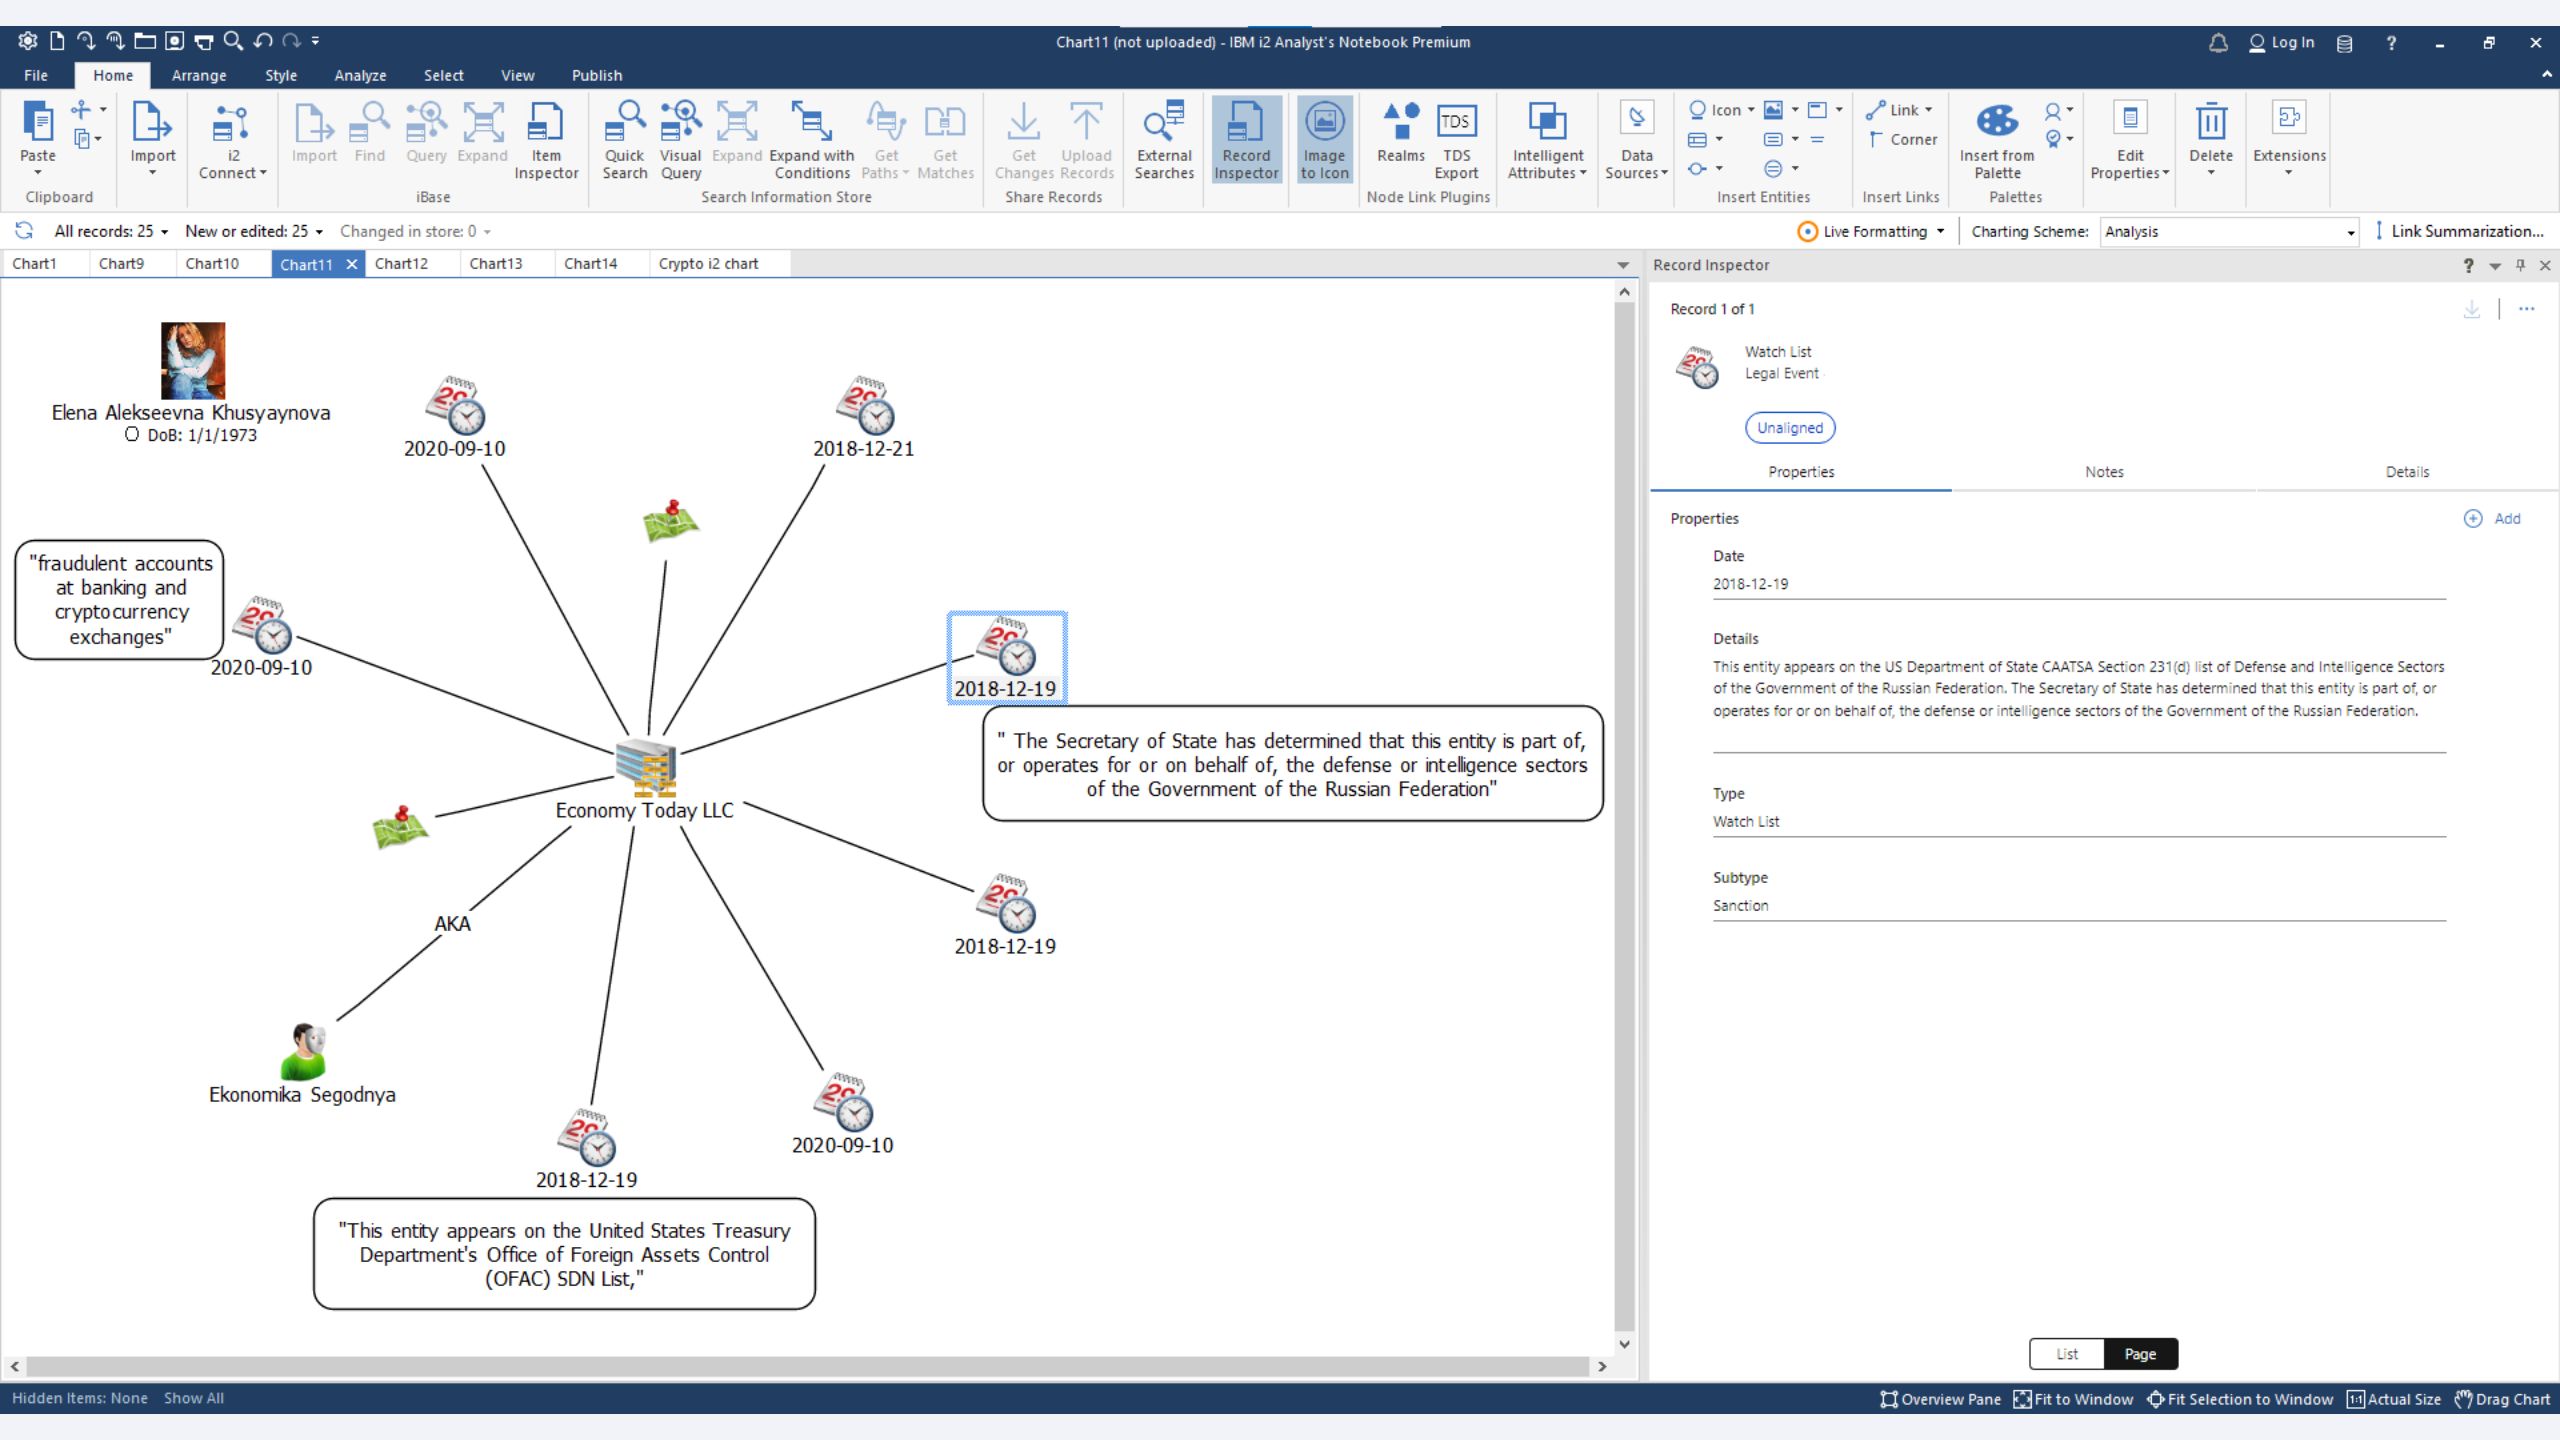 Chart11 (not uploaded) - IBM i2 Analyst's Notebook Premium
Log In
?
File Home Arrange Style Analyze Select View Publish
Paste
Clipboard
Import
i2 Connect
Import Find Query Expand Item Inspector
iBase
Quick Search Visual Query Expand Expand with Conditions Get Paths Get Matches
Search Information Store
Get Changes Upload Records
Share Records
External Searches
Record Inspector
Image to Icon
Realms TDS TDS Export
Node Link Plugins
Intelligent Attributes
Data Sources
Icon
Insert Entities
Link
Corner
Insert Links
Insert from Palette
Palettes
Edit Properties
Delete
Extensions
All records: 25 New or edited: 25 Changed in store: 0
Live Formatting Charting Scheme: Analysis Link Summarization...
Chart1 Chart9 Chart10 Chart11 Chart12 Chart13 Chart14 Crypto i2 chart
Elena Alekseevna Khusyaynova
DoB: 1/1/1973
2020-09-10
2018-12-21
"fraudulent accounts
at banking and
cryptocurrency
exchanges"
2020-09-10
2018-12-19
" The Secretary of State has determined that this entity is part of,
or operates for or on behalf of, the defense or intelligence sectors
of the Government of the Russian Federation"
Economy Today LLC
2018-12-19
AKA
Ekonomika Segodnya
2020-09-10
2018-12-19
"This entity appears on the United States Treasury
Department's Office of Foreign Assets Control
(OFAC) SDN List,"
Record Inspector
?
Record 1 of 1
Watch List
Legal Event
Unaligned
Properties Notes Details
Properties
Add
Date
2018-12-19
Details
This entity appears on the US Department of State CAATSA Section 231(d) list of Defense and Intelligence Sectors
of the Government of the Russian Federation. The Secretary of State has determined that this entity is part of, or
operates for or on behalf of, the defense or intelligence sectors of the Government of the Russian Federation.
Type
Watch List
Subtype
Sanction
List Page
Hidden Items: None Show All
Overview Pane Fit to Window Fit Selection to Window 1:1 Actual Size Drag Chart